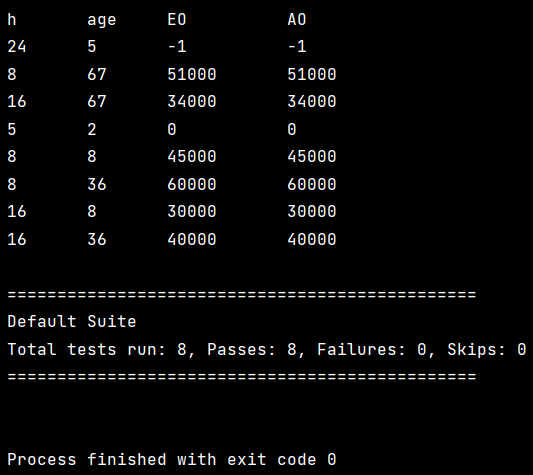 h age EO AO
24 5 -1 -1
8 67 51000 51000
16 67 34000 34000
5 2 0 0
8 8 45000 45000
8 36 60000 60000
16 8 30000 30000
16 36 40000 40000
===============================================
Default Suite
Total tests run: 8, Passes: 8, Failures: 0, Skips: 0
===============================================
Process finished with exit code 0